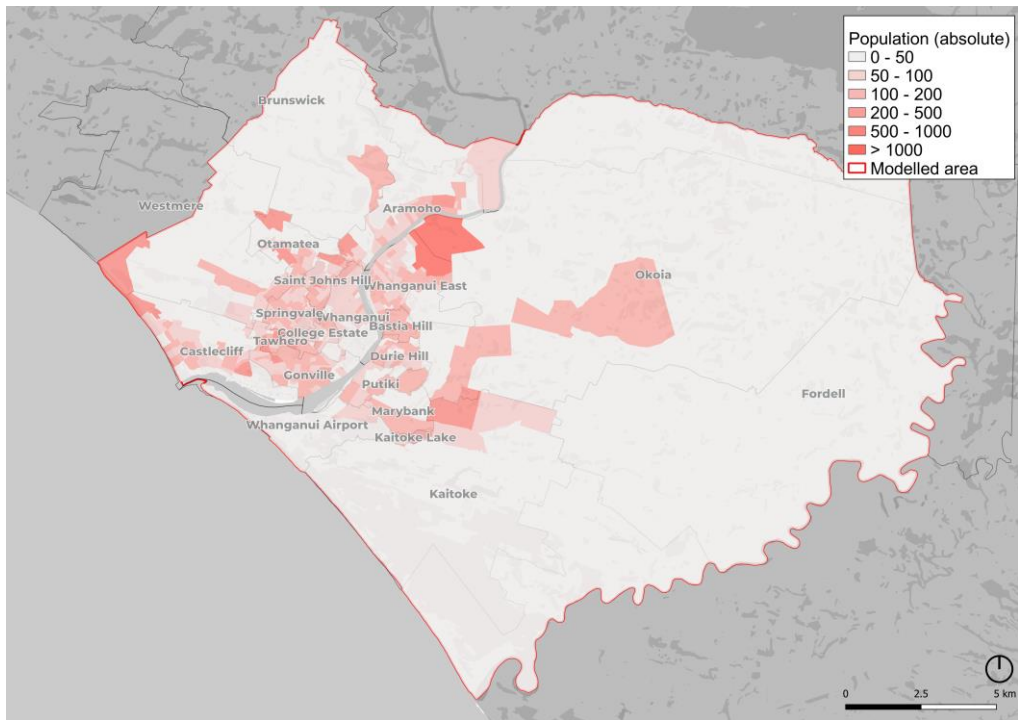 Population (absolute)
0 - 50
50 - 100
100 - 200
200 - 500
500 - 1000
> 1000
Modelled area
Brunswick
Westmere
Aramoho
Otamatea
Okoia
Saint Johns Hill
Whanganui East
Springvale
Whanganui
Bastia Hill
College Estate
Tawhero
Castlecliff
Durie Hill
Gonville
Putiki
Fordell
Marybank
Whanganui Airport
Kaitoke Lake
Kaitoke
0 2.5 5 km